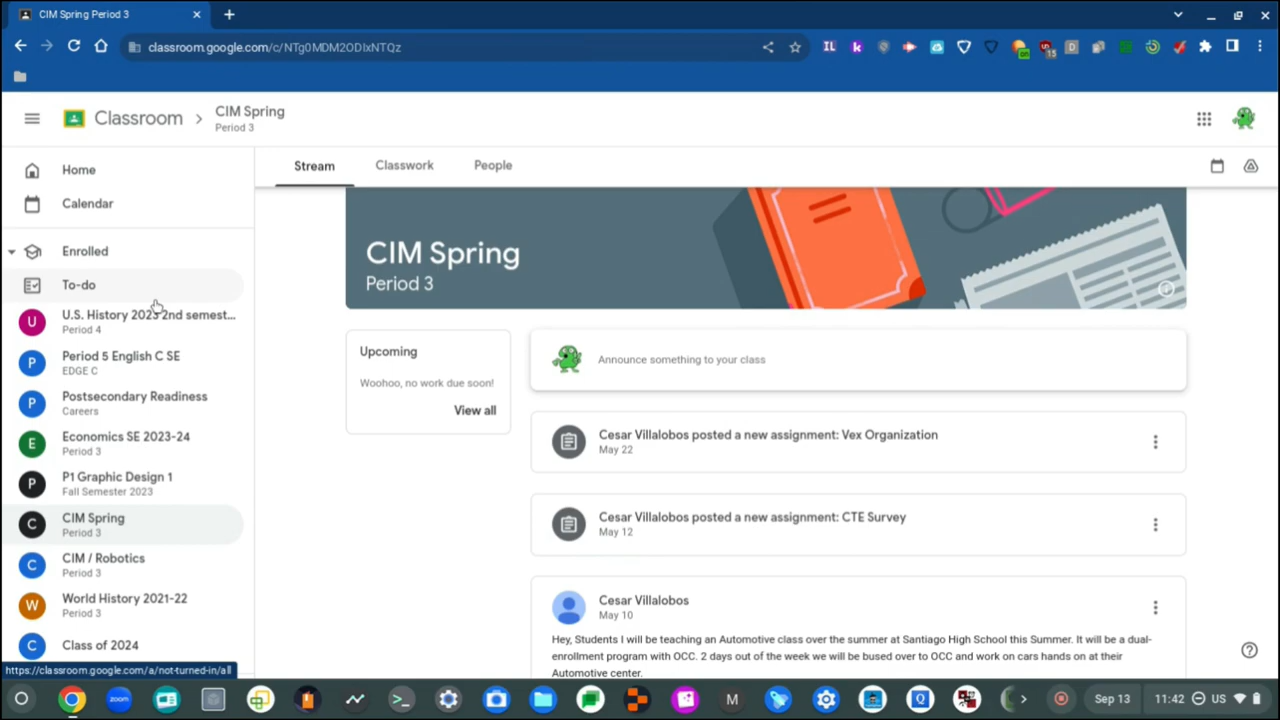 CIM Spring Period 3
classroom.google.com/c/NTg0MDM2ODIxNTQz
IL
k
on
15
D
Classroom
CIM Spring
Period 3
Home
Calendar
Enrolled
To-do
U
U.S. History 2023 2nd semest...
Period 4
P
Period 5 English C SE
EDGE C
P
Postsecondary Readiness
Careers
E
Economics SE 2023-24
Period 3
P
P1 Graphic Design 1
Fall Semester 2023
C
CIM Spring
Period 3
C
CIM / Robotics
Period 3
W
World History 2021-22
Period 3
C
Class of 2024
https://classroom.google.com/a/not-turned-in/all
Stream
Classwork
People
CIM Spring
Period 3
Upcoming
Woohoo, no work due soon!
View all
Announce something to your class
Cesar Villalobos posted a new assignment: Vex Organization
May 22
Cesar Villalobos posted a new assignment: CTE Survey
May 12
Cesar Villalobos
May 10
Hey, Students I will be teaching an Automotive class over the summer at Santiago High School this Summer. It will be a dual-
enrollment program with OCC. 2 days out of the week we will be bused over to OCC and work on cars hands on at their
Automotive center.
zoom
M
Q
Sep 13
11:42
US